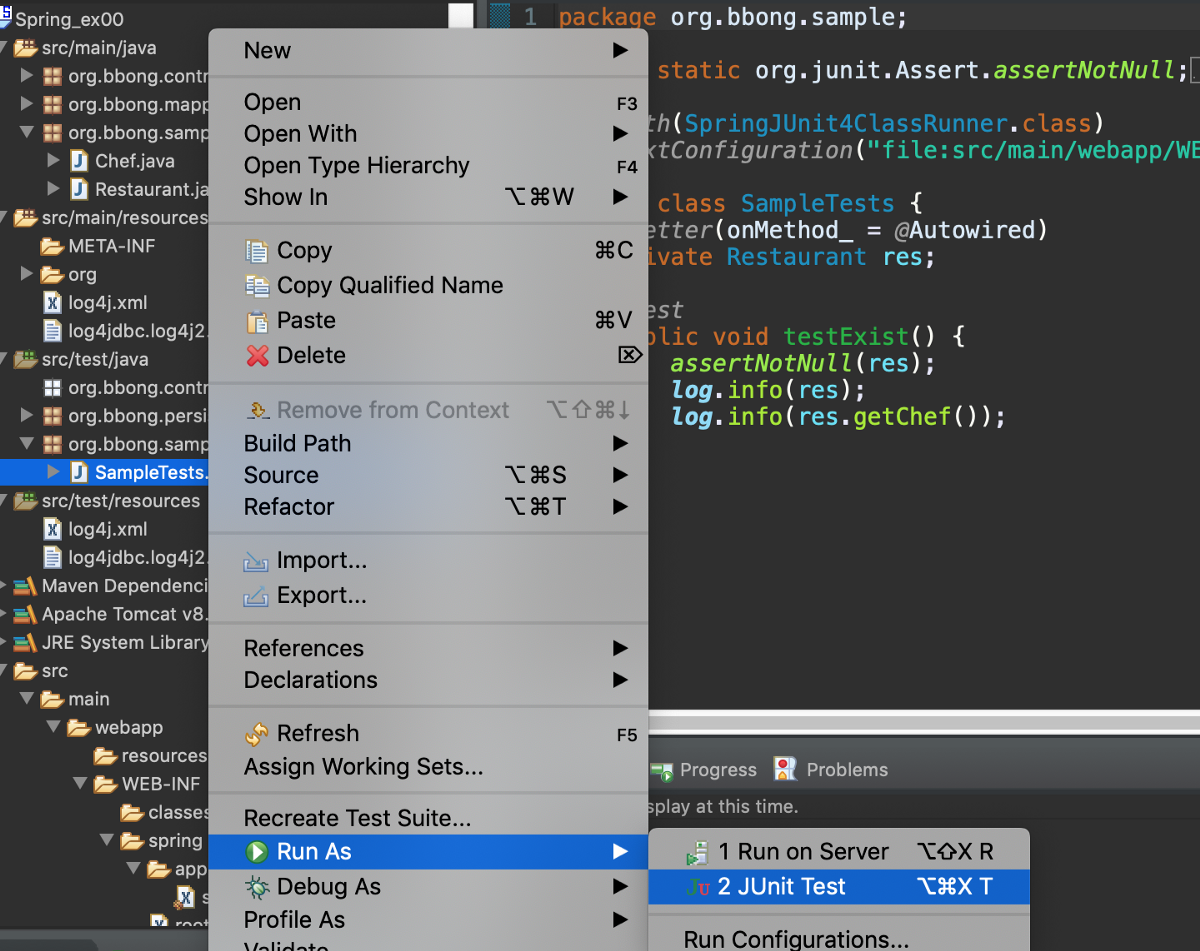 Spring_ex00
src/main/java
org.bbong.contr
org.bbong.mapp
org.bbong.samp
Chef.java
Restaurant.ja
src/main/resources
META-INF
org
log4j.xml
log4jdbc.log4j2.
src/test/java
org.bbong.contr
org.bbong.persi
org.bbong.samp
SampleTests.
src/test/resources
log4j.xml
log4jdbc.log4j2.
Maven Dependenci
Apache Tomcat v8.
JRE System Library
src
main
webapp
resources
WEB-INF
classes
spring
app
s
root
New
Open F3
Open With
Open Type Hierarchy F4
Show In ⌥⌘W
Copy ⌘C
Copy Qualified Name
Paste ⌘V
Delete ⌦
Remove from Context ⌥⇧⌘↓
Build Path
Source ⌥⌘S
Refactor ⌥⌘T
Import...
Export...
References
Declarations
Refresh F5
Assign Working Sets...
Recreate Test Suite...
Run As
Debug As
Profile As
Validate
1 package org.bbong.sample;
static org.junit.Assert.assertNotNull;
th(SpringJUnit4ClassRunner.class)
xtConfiguration("file:src/main/webapp/WE
class SampleTests {
etter(onMethod_ = @Autowired)
ivate Restaurant res;
est
blic void testExist() {
assertNotNull(res);
log.info(res);
log.info(res.getChef());
Progress Problems
splay at this time.
1 Run on Server ⌥⇧X R
Ju 2 JUnit Test ⌥⌘X T
Run Configurations...